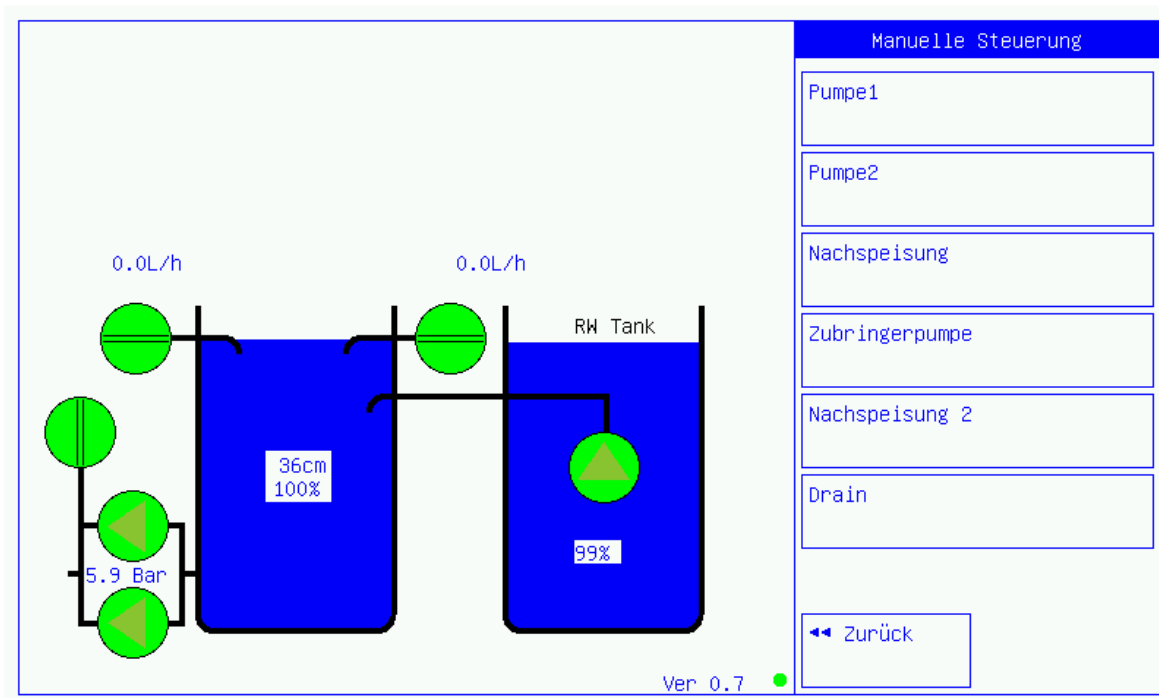 Manuelle Steuerung
Pumpe1
Pumpe2
Nachspeisung
Zubringerpumpe
Nachspeisung 2
Drain
◄◄ Zurück
0.0L/h
0.0L/h
RW Tank
36cm
100%
99%
5.9 Bar
Ver 0.7